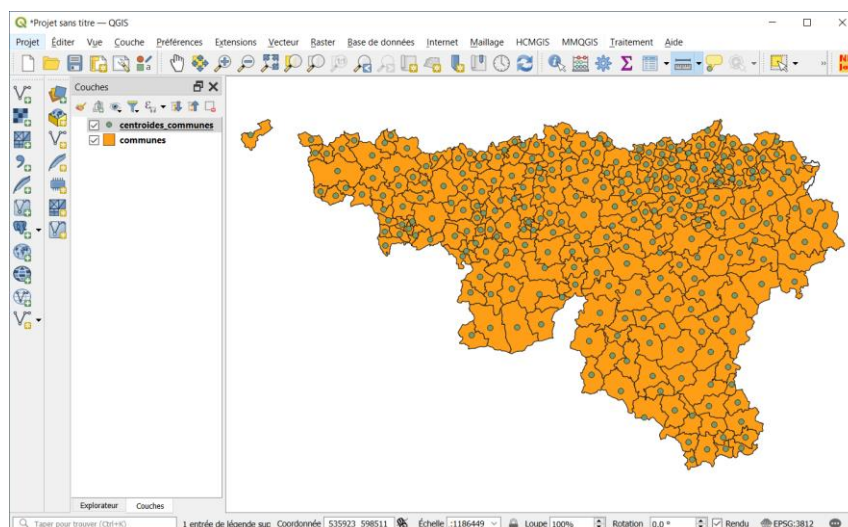 *Projet sans titre — QGIS
Projet Éditer Vue Couche Préférences Extensions Vecteur Raster Base de données Internet Maillage HCMGIS MMQGIS Traitement Aide
Couches
centroides_communes
communes
Explorateur Couches
Taper pour trouver (Ctrl+K) 1 entrée de légende sup Coordonnée 535923 598511 Échelle :1186449 Loupe 100% Rotation 0.0 ° Rendu EPSG:3812